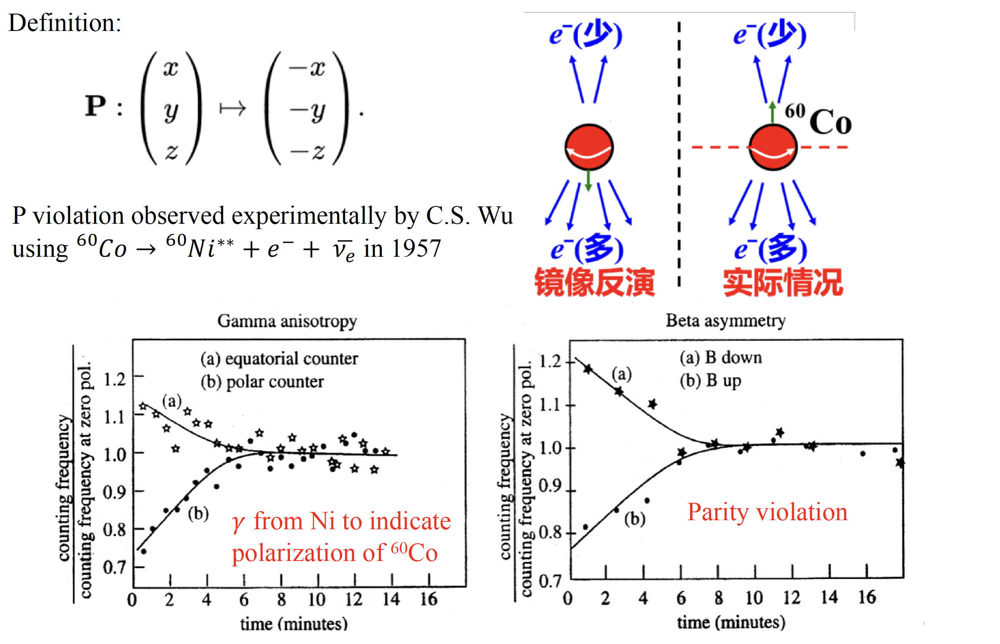 Definition:
P : ( x y z ) ↦ ( −x −y −z ) .
P violation observed experimentally by C.S. Wu
using ⁶⁰Co → ⁶⁰Ni** + e⁻ + ν̅ₑ in 1957
e⁻(少) e⁻(少)
⁶⁰Co
e⁻(多) e⁻(多)
镜像反演 实际情况
Gamma anisotropy
(a) equatorial counter
(b) polar counter
counting frequency
counting frequency at zero pol.
1.2
1.1
1.0
0.9
0.8
0.7
(a)
(b)
γ from Ni to indicate
polarization of ⁶⁰Co
0 2 4 6 8 10 12 14 16
time (minutes)
Beta asymmetry
(a) B down
(b) B up
counting frequency
counting frequency at zero pol.
1.2
1.1
1.0
0.9
0.8
0.7
(a)
(b)
Parity violation
0 2 4 6 8 10 12 14 16
time (minutes)